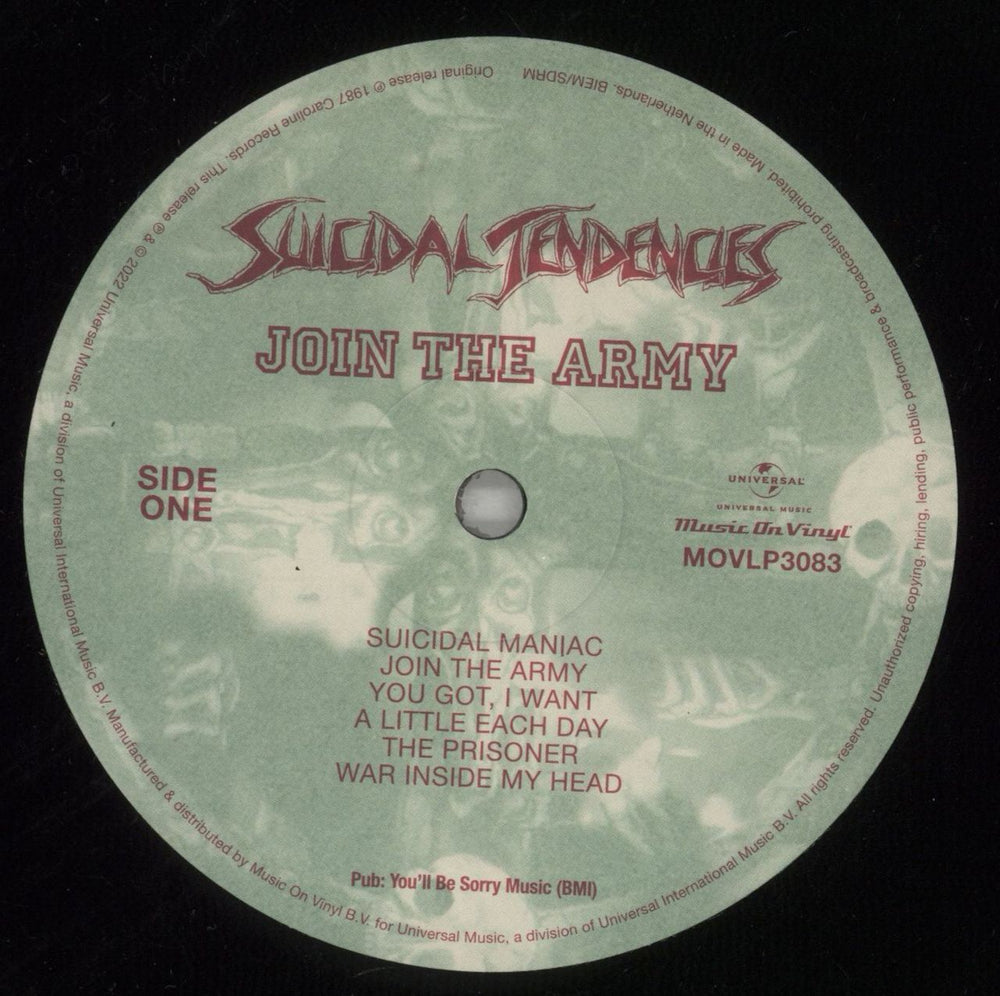 SUICIDAL TENDENCIES
JOIN THE ARMY
SIDE
ONE
UNIVERSAL
UNIVERSAL MUSIC
Music On Vinyl
MOVLP3083
SUICIDAL MANIAC
JOIN THE ARMY
YOU GOT, I WANT
A LITTLE EACH DAY
THE PRISONER
WAR INSIDE MY HEAD
Pub: You'll Be Sorry Music (BMI)
Original release ℗ 1987 Caroline Records. This release ℗ & © 2022 Universal Music, a division of Universal International Music B.V. Manufactured & distributed by Music On Vinyl B.V. for Universal Music, a division of Universal International Music B.V. All rights reserved. Unauthorized copying, hiring, lending, public performance & broadcasting prohibited. Made in the Netherlands. BIEM/SDRM